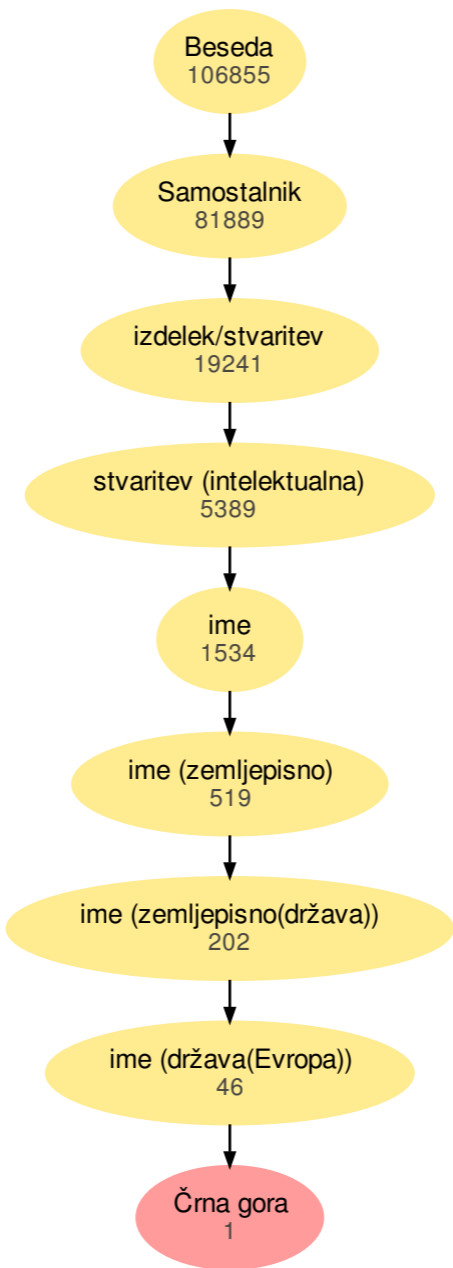 Beseda
106855
Samostalnik
81889
izdelek/stvaritev
19241
stvaritev (intelektualna)
5389
ime
1534
ime (zemljepisno)
519
ime (zemljepisno(država))
202
ime (država(Evropa))
46
Črna gora
1